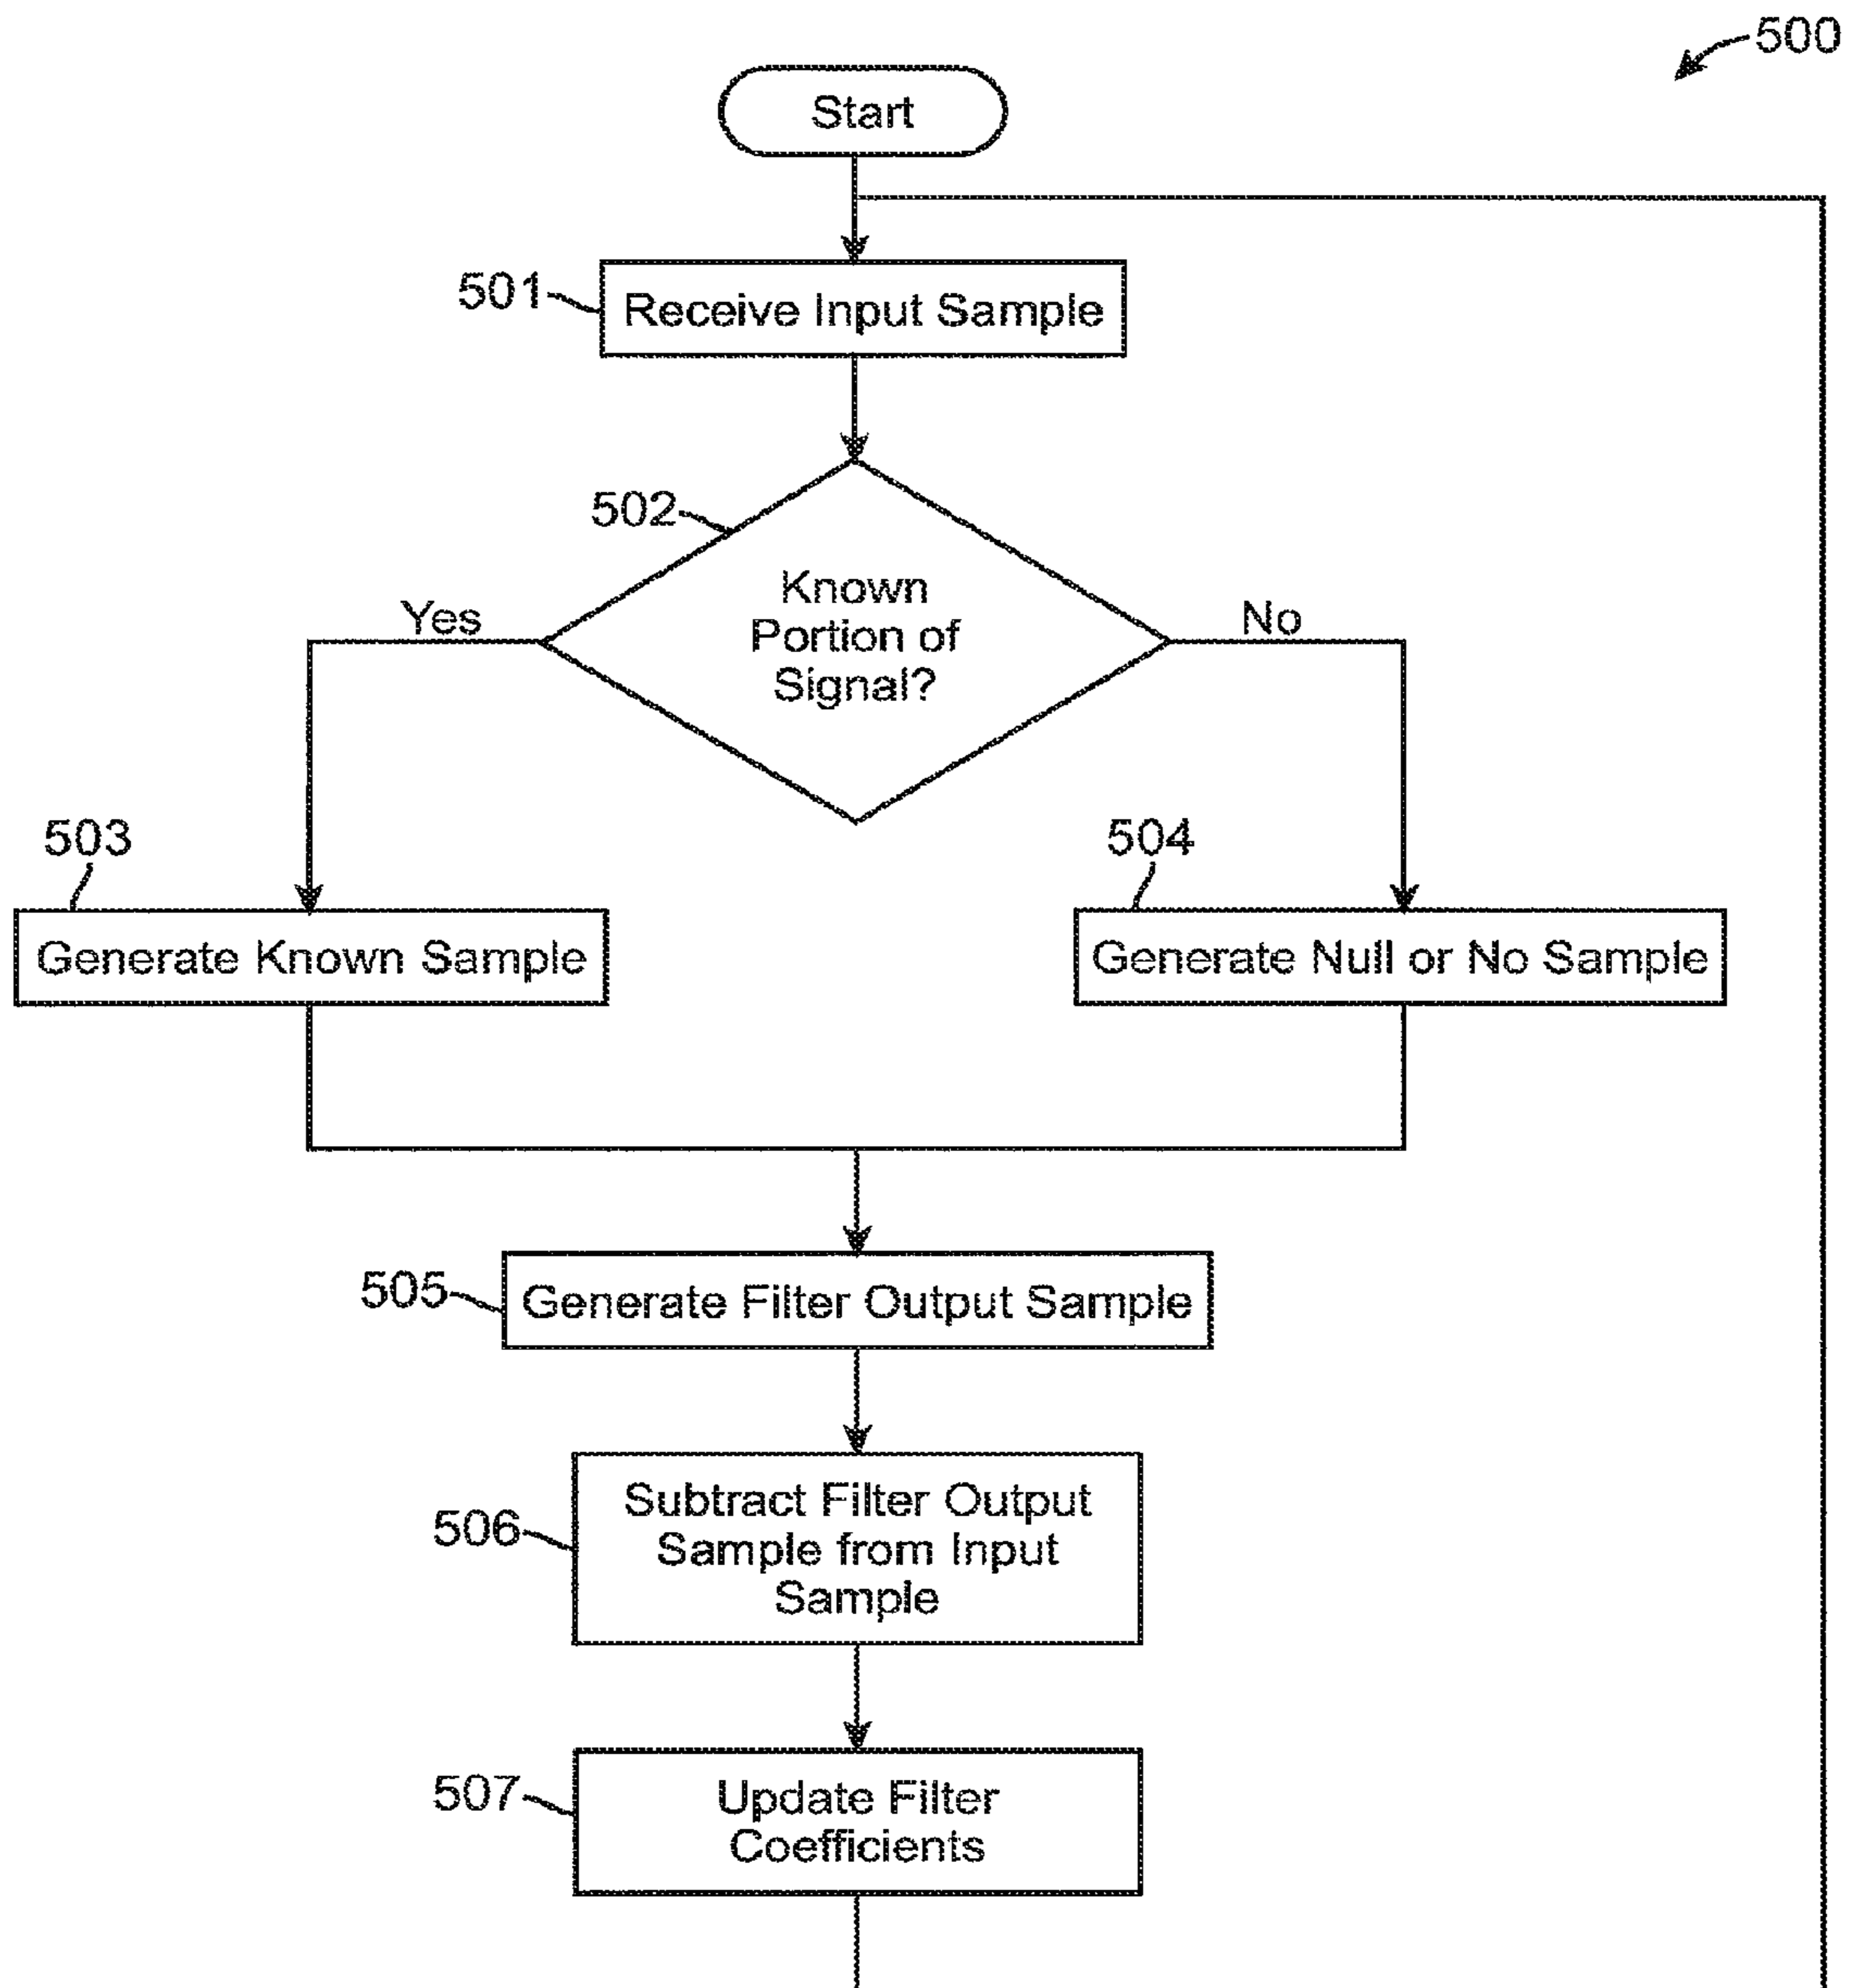 500
Start
501
Receive Input Sample
502
Known
Portion of
Signal?
Yes
No
503
504
Generate Known Sample
Generate Null or No Sample
505
Generate Filter Output Sample
506
Subtract Filter Output
Sample from Input
Sample
507
Update Filter
Coefficients